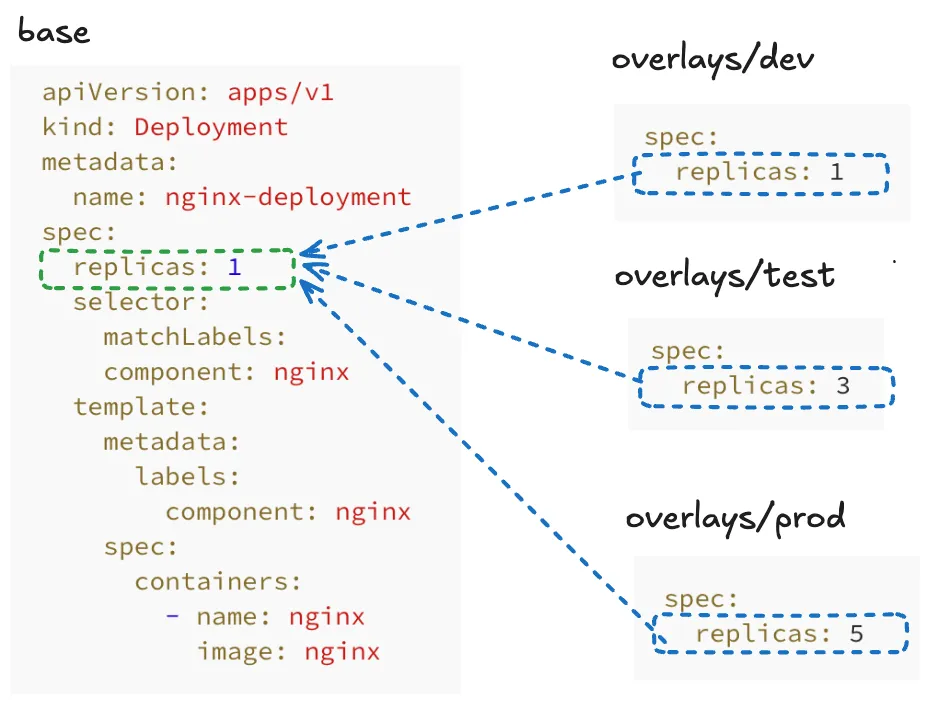 base
apiVersion: apps/v1
kind: Deployment
metadata:
  name: nginx-deployment
spec:
  replicas: 1
  selector:
    matchLabels:
    component: nginx
  template:
    metadata:
      labels:
        component: nginx
    spec:
      containers:
        - name: nginx
          image: nginx
overlays/dev
spec:
  replicas: 1
overlays/test
spec:
  replicas: 3
overlays/prod
spec:
  replicas: 5